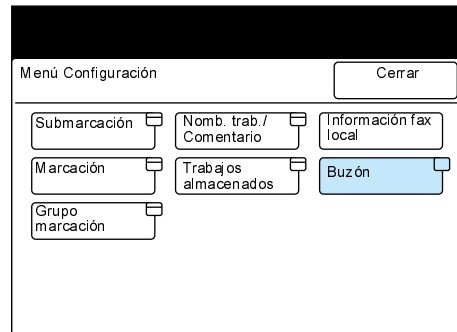 Menú Configuración
Cerrar
Submarcación
Nomb. trab./
Comentario
Información fax
local
Marcación
Trabajos
almacenados
Buzón
Grupo
marcación